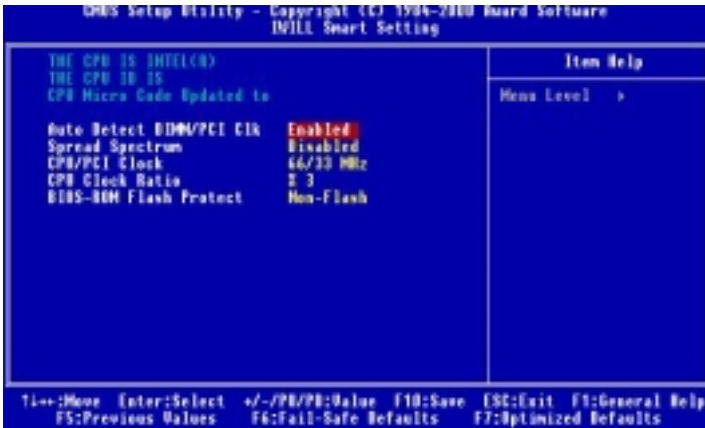 CMOS Setup Utility - Copyright (C) 1984-2000 Award Software
IWILL Smart Setting
THE CPU IS INTEL(R)
THE CPU ID IS
CPU Micro Code Updated to
Auto Detect DIMM/PCI Clk Enabled
Spread Spectrum Disabled
CPU/PCI Clock 66/33 MHz
CPU Clock Ratio X 3
BIOS-ROM Flash Protect Non-Flash
Item Help
Menu Level ▸
↑↓→←:Move Enter:Select +/-/PU/PD:Value F10:Save ESC:Exit F1:General Help
F5:Previous Values F6:Fail-Safe Defaults F7:Optimized Defaults